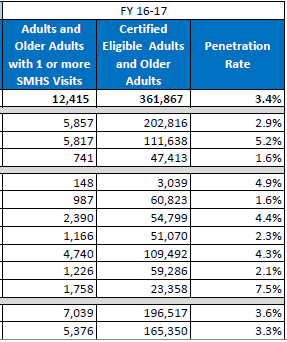 FY 16-17
Adults and Older Adults with 1 or more SMHS Visits Certified Eligible Adults and Older Adults Penetration Rate
12,415 361,867 3.4%
5,857 202,816 2.9%
5,817 111,638 5.2%
741 47,413 1.6%
148 3,039 4.9%
987 60,823 1.6%
2,390 54,799 4.4%
1,166 51,070 2.3%
4,740 109,492 4.3%
1,226 59,286 2.1%
1,758 23,358 7.5%
7,039 196,517 3.6%
5,376 165,350 3.3%